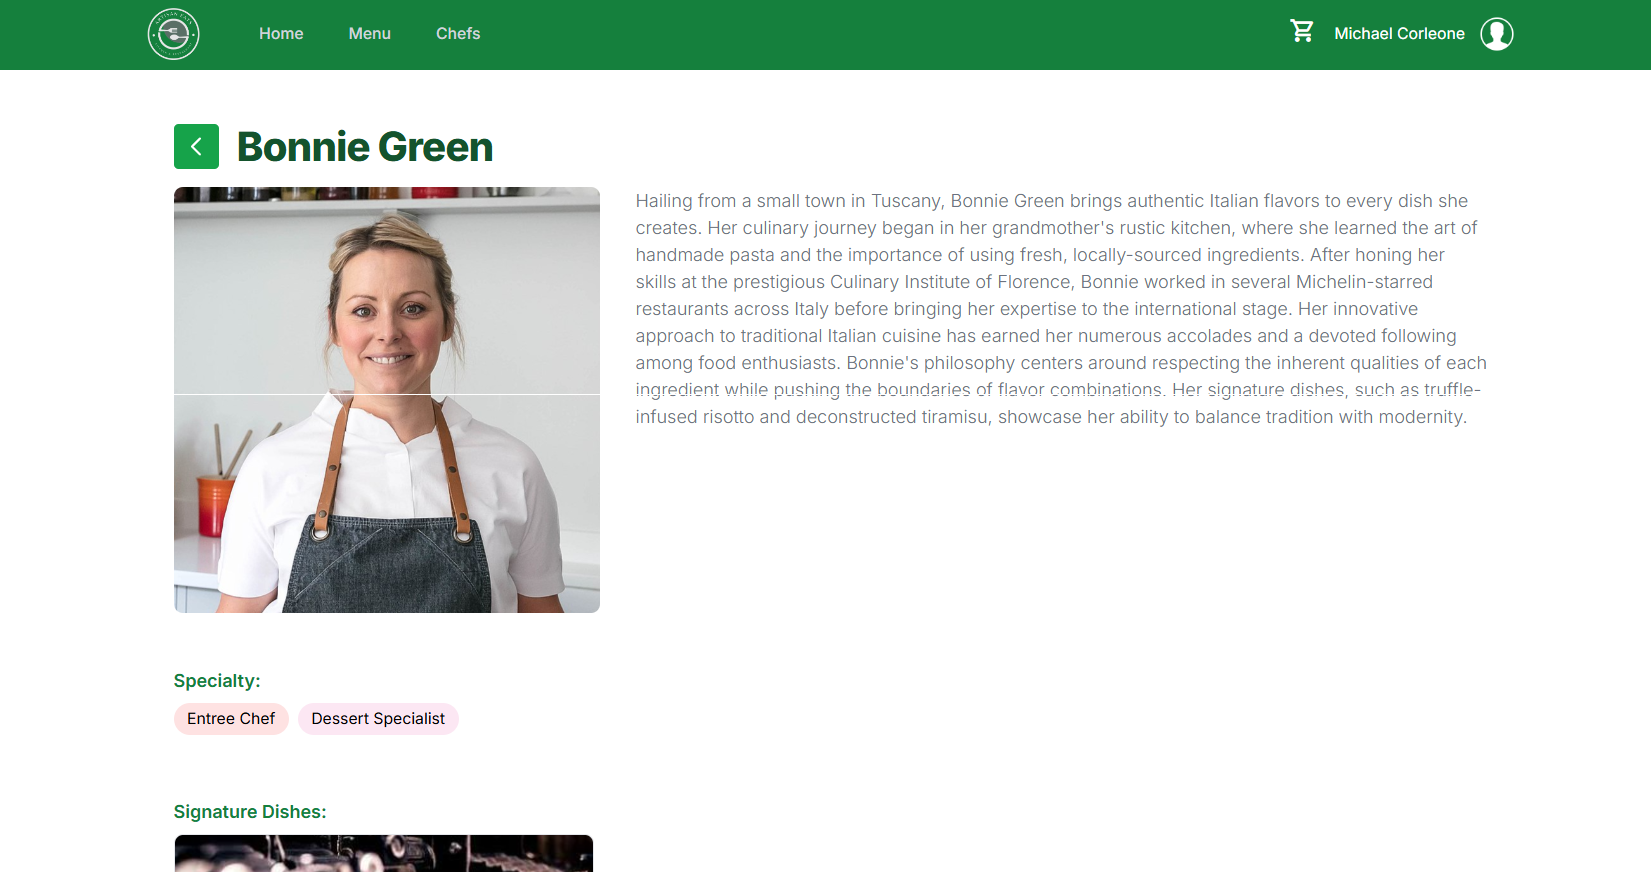 ARTISAN EATS
Home
Menu
Chefs
Michael Corleone
Bonnie Green
Hailing from a small town in Tuscany, Bonnie Green brings authentic Italian flavors to every dish she
creates. Her culinary journey began in her grandmother's rustic kitchen, where she learned the art of
handmade pasta and the importance of using fresh, locally-sourced ingredients. After honing her
skills at the prestigious Culinary Institute of Florence, Bonnie worked in several Michelin-starred
restaurants across Italy before bringing her expertise to the international stage. Her innovative
approach to traditional Italian cuisine has earned her numerous accolades and a devoted following
among food enthusiasts. Bonnie's philosophy centers around respecting the inherent qualities of each
ingredient while pushing the boundaries of flavor combinations. Her signature dishes, such as truffle-
infused risotto and deconstructed tiramisu, showcase her ability to balance tradition with modernity.
Specialty:
Entree Chef
Dessert Specialist
Signature Dishes: